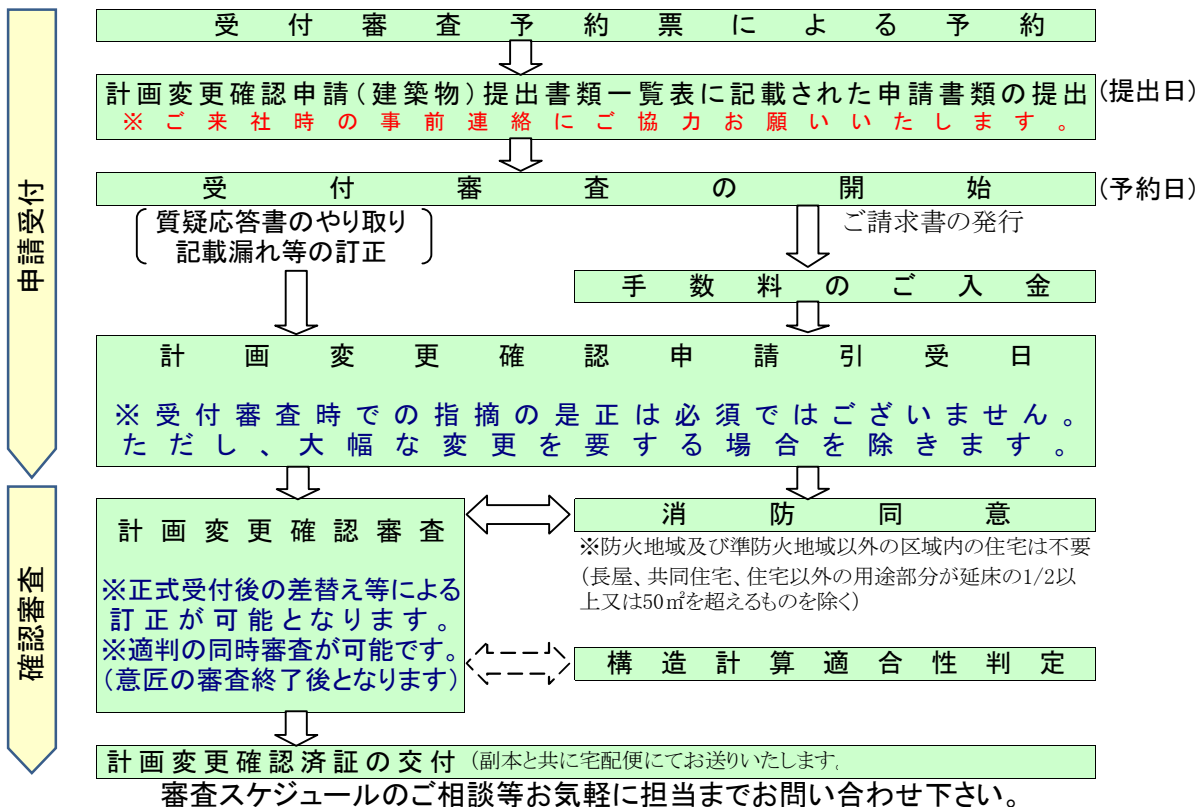 受付審査予約票による予約
計画変更確認申請(建築物)提出書類一覧表に記載された申請書類の提出
(提出日)
※ご来社時の事前連絡にご協力お願いいたします。
申請受付
受付審査の開始
(予約日)
質疑応答書のやり取り
記載漏れ等の訂正
ご請求書の発行
手数料のご入金
計画変更確認申請引受日
※受付審査時での指摘の是正は必須ではございません。
ただし、大幅な変更を要する場合を除きます。
確認審査
計画変更確認審査
※正式受付後の差替え等による
訂正が可能となります。
※適判の同時審査が可能です。
(意匠の審査終了後となります)
消防同意
※防火地域及び準防火地域以外の区域内の住宅は不要
(長屋、共同住宅、住宅以外の用途部分が延床の1/2以
上又は50㎡を超えるものを除く)
構造計算適合性判定
計画変更確認済証の交付 (副本と共に宅配便にてお送りいたします。
審査スケジュールのご相談等お気軽に担当までお問い合わせ下さい。